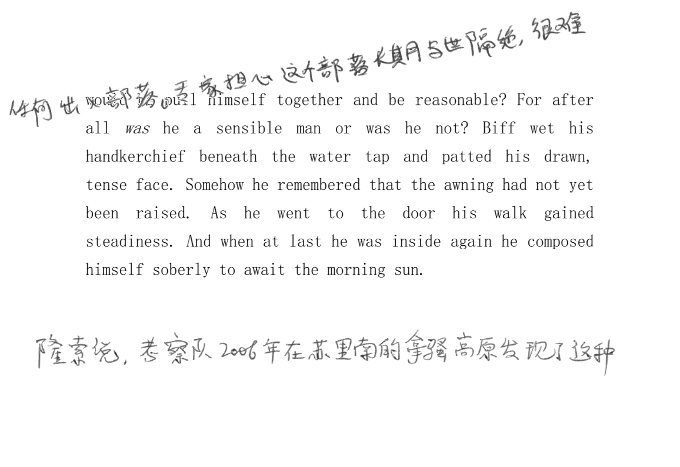 任何出入部落。专家担心这个部落长期与世隔绝,很难
would he pull himself together and be reasonable? For after
all was he a sensible man or was he not? Biff wet his
handkerchief beneath the water tap and patted his drawn,
tense face. Somehow he remembered that the awning had not yet
been raised. As he went to the door his walk gained
steadiness. And when at last he was inside again he composed
himself soberly to await the morning sun.
隆索说,考察队2006年在苏里南的拿骚高原发现了这种